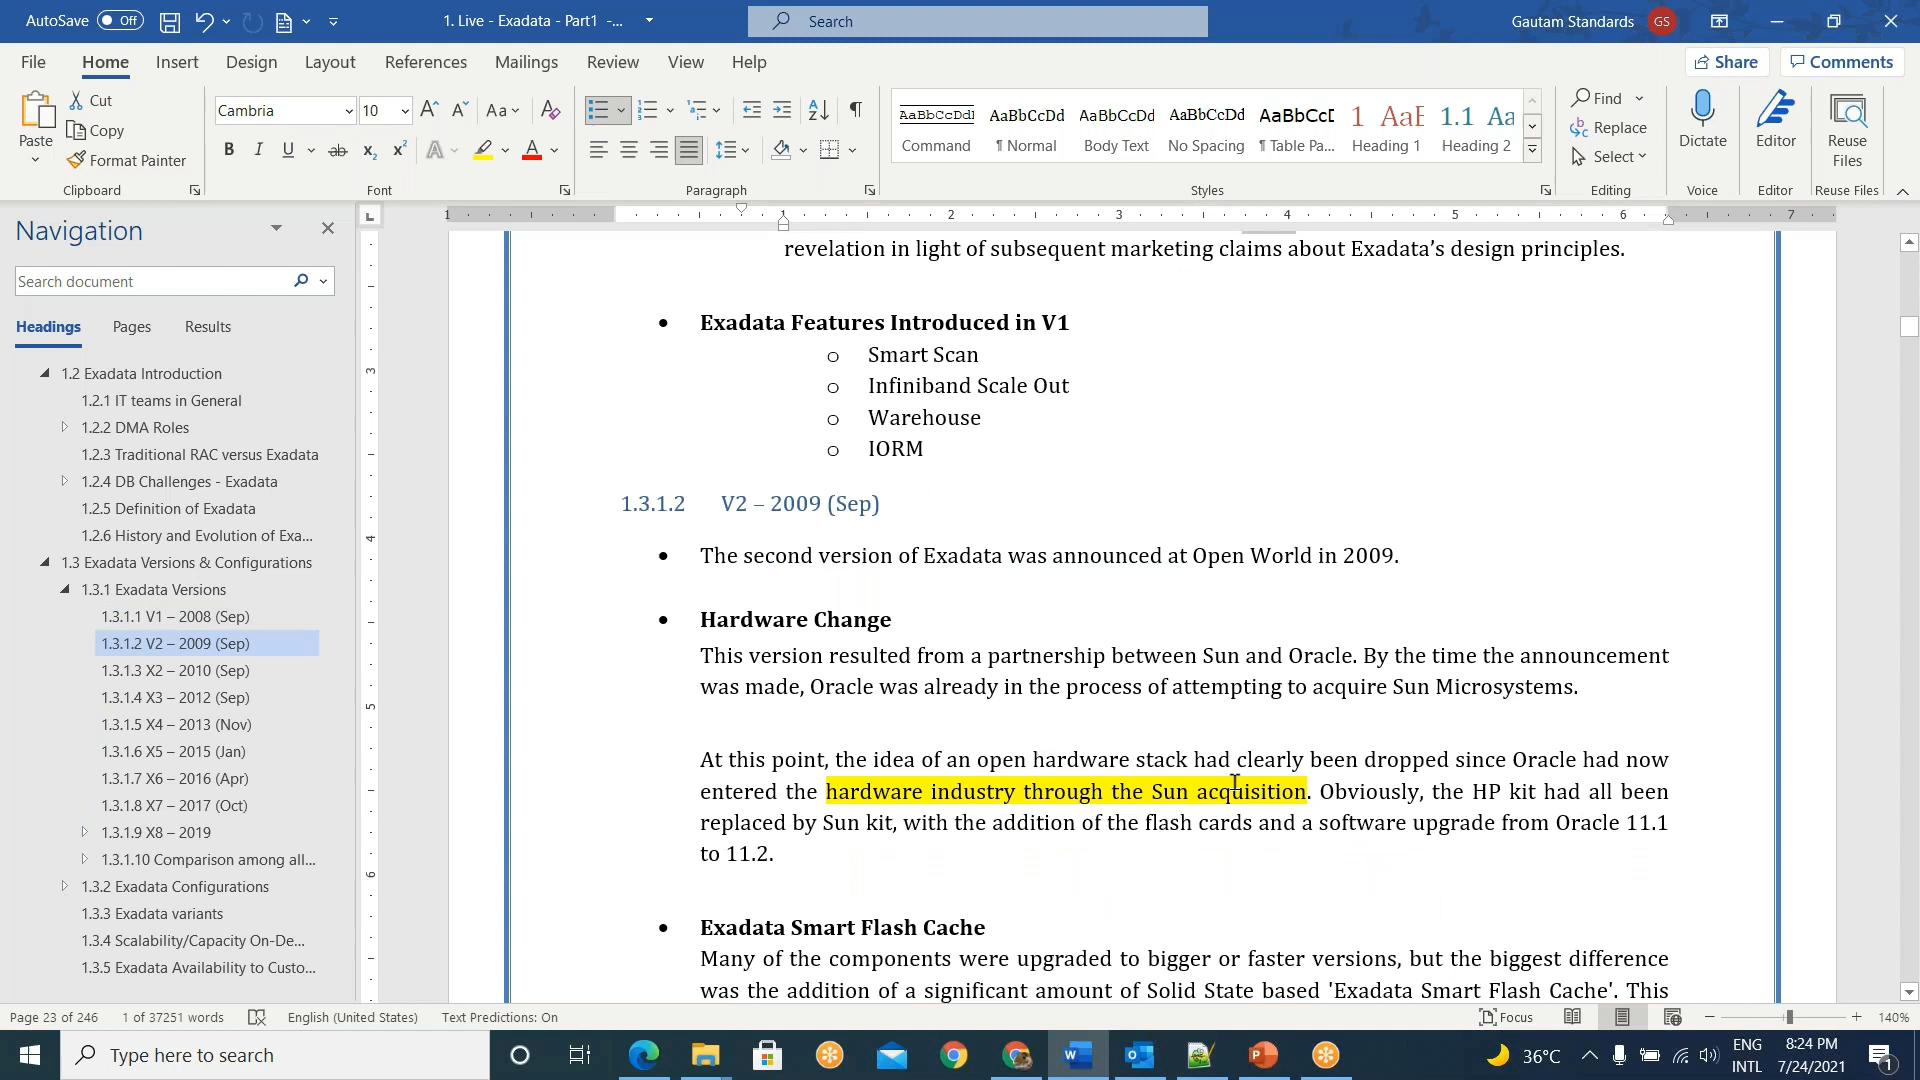 AutoSave Off 1. Live - Exadata - Part1 -... Search Gautam Standards GS
File Home Insert Design Layout References Mailings Review View Help Share Comments
Paste Cut Copy Format Painter
Clipboard
Cambria 10 Aa
B I U ab x₂ x² A A
Font
Paragraph
AaBbCcDdI AaBbCcDd AaBbCcDd AaBbCcDd AaBbCcD 1 AaB 1.1 Aa
Command ¶ Normal Body Text No Spacing ¶ Table Pa... Heading 1 Heading 2
Styles
Find Replace Select
Editing
Dictate
Voice
Editor
Editor
Reuse Files
Reuse Files
Navigation
Search document
Headings Pages Results
1.2 Exadata Introduction
1.2.1 IT teams in General
1.2.2 DMA Roles
1.2.3 Traditional RAC versus Exadata
1.2.4 DB Challenges - Exadata
1.2.5 Definition of Exadata
1.2.6 History and Evolution of Exa...
1.3 Exadata Versions & Configurations
1.3.1 Exadata Versions
1.3.1.1 V1 – 2008 (Sep)
1.3.1.2 V2 – 2009 (Sep)
1.3.1.3 X2 – 2010 (Sep)
1.3.1.4 X3 – 2012 (Sep)
1.3.1.5 X4 – 2013 (Nov)
1.3.1.6 X5 – 2015 (Jan)
1.3.1.7 X6 – 2016 (Apr)
1.3.1.8 X7 – 2017 (Oct)
1.3.1.9 X8 – 2019
1.3.1.10 Comparison among all...
1.3.2 Exadata Configurations
1.3.3 Exadata variants
1.3.4 Scalability/Capacity On-De...
1.3.5 Exadata Availability to Custo...
1 1 2 3 4 5 6 7
3
4
5
6
revelation in light of subsequent marketing claims about Exadata’s design principles.
• Exadata Features Introduced in V1
o Smart Scan
o Infiniband Scale Out
o Warehouse
o IORM
1.3.1.2 V2 – 2009 (Sep)
• The second version of Exadata was announced at Open World in 2009.
• Hardware Change
This version resulted from a partnership between Sun and Oracle. By the time the announcement
was made, Oracle was already in the process of attempting to acquire Sun Microsystems.
At this point, the idea of an open hardware stack had clearly been dropped since Oracle had now
entered the hardware industry through the Sun acquisition. Obviously, the HP kit had all been
replaced by Sun kit, with the addition of the flash cards and a software upgrade from Oracle 11.1
to 11.2.
• Exadata Smart Flash Cache
Many of the components were upgraded to bigger or faster versions, but the biggest difference
was the addition of a significant amount of Solid State based 'Exadata Smart Flash Cache'. This
Page 23 of 246 1 of 37251 words English (United States) Text Predictions: On Focus 140%
Type here to search 36°C ENG INTL 8:24 PM 7/24/2021 1